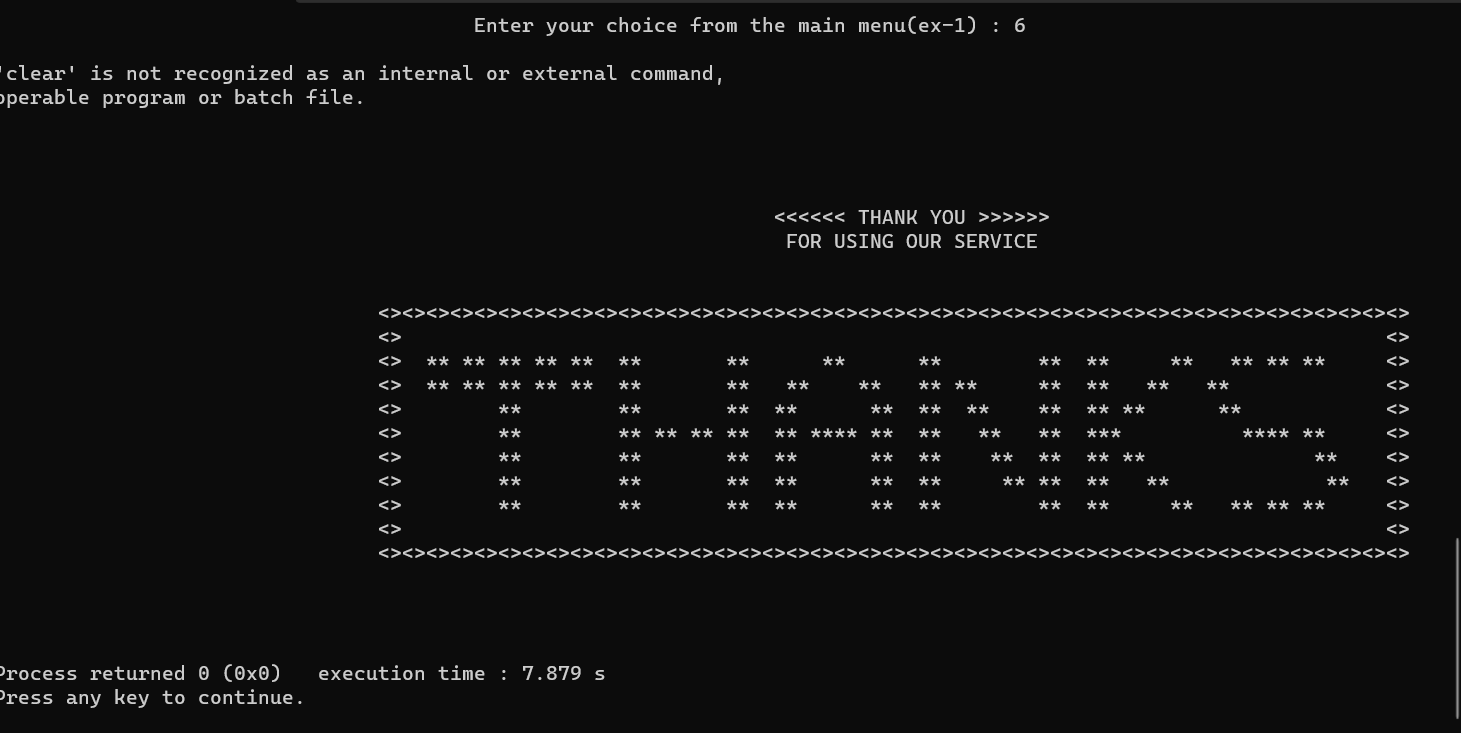 Enter your choice from the main menu(ex-1) : 6
'clear' is not recognized as an internal or external command,
operable program or batch file.
<<<<<< THANK YOU >>>>>>
FOR USING OUR SERVICE
<><><><><><><><><><><><><><><><><><><><><><><><><><><><><><><><><><><><><><><><><><><>
<>                                                                                  <>
<>  ** ** ** ** **  **       **      **      **        **  **     **   ** ** **     <>
<>  ** ** ** ** **  **       **   **    **   ** **     **  **   **   **             <>
<>        **        **       **  **      **  **  **    **  ** **      **            <>
<>        **        ** ** ** **  ** **** **  **   **   **  ***          **** **     <>
<>        **        **       **  **      **  **    **  **  ** **              **    <>
<>        **        **       **  **      **  **     ** **  **   **             **   <>
<>        **        **       **  **      **  **        **  **     **   ** ** **     <>
<>                                                                                  <>
<><><><><><><><><><><><><><><><><><><><><><><><><><><><><><><><><><><><><><><><><><><>
Process returned 0 (0x0)   execution time : 7.879 s
Press any key to continue.